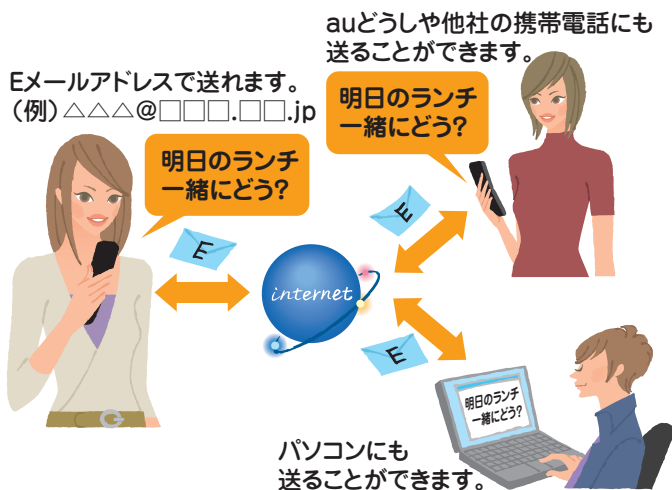 auどうしや他社の携帯電話にも
送ることができます。
Eメールアドレスで送れます。
（例）△△△@□□□.□□.jp
明日のランチ
一緒にどう？
明日のランチ
一緒にどう？
E
E
internet
E
明日のランチ
一緒にどう？
パソコンにも
送ることができます。